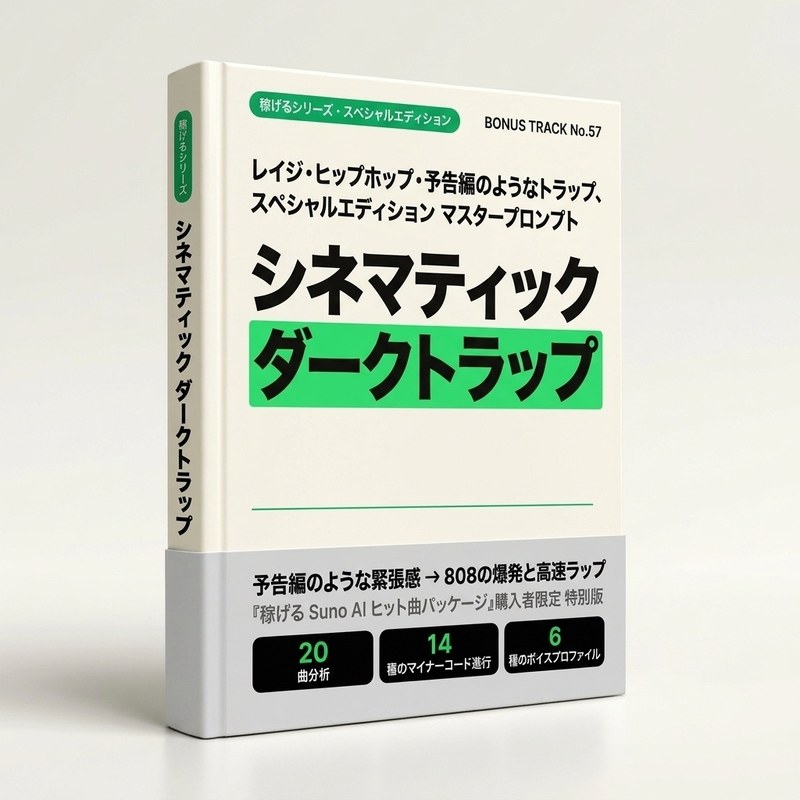 稼げるシリーズ
シネマティック ダークトラップ
稼げるシリーズ・スペシャルエディション
BONUS TRACK No.57
レイジ・ヒップホップ・予告編のようなトラップ、
スペシャルエディション マスタープロンプト
シネマティック
ダークトラップ
予告編のような緊張感 → 808の爆発と高速ラップ
『稼げる Suno AI ヒット曲パッケージ』購入者限定 特別版
20
曲分析
14
種のマイナーコード進行
6
種のボイスプロファイル